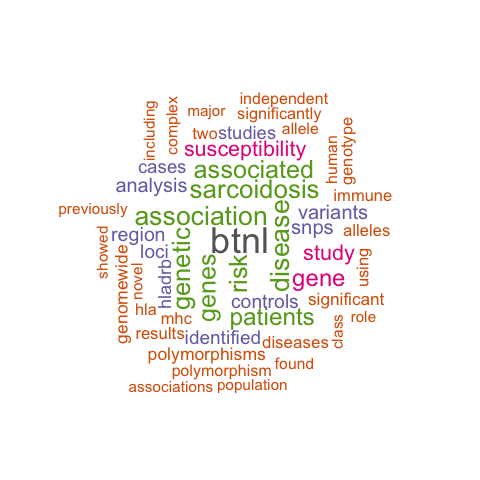 independent
including
complex
major
significantly
two
studies
allele
human
genotype
susceptibility
cases
associated
analysis
sarcoidosis
immune
previously
association
disease
variants
region
btnl
snps
alleles
showed
genomewide
novel
loci
hladrb
genetic
genes
risk
study
gene
using
hla
mhc
controls
significant
patients
class
role
results
identified
diseases
polymorphisms
polymorphism
found
associations
population